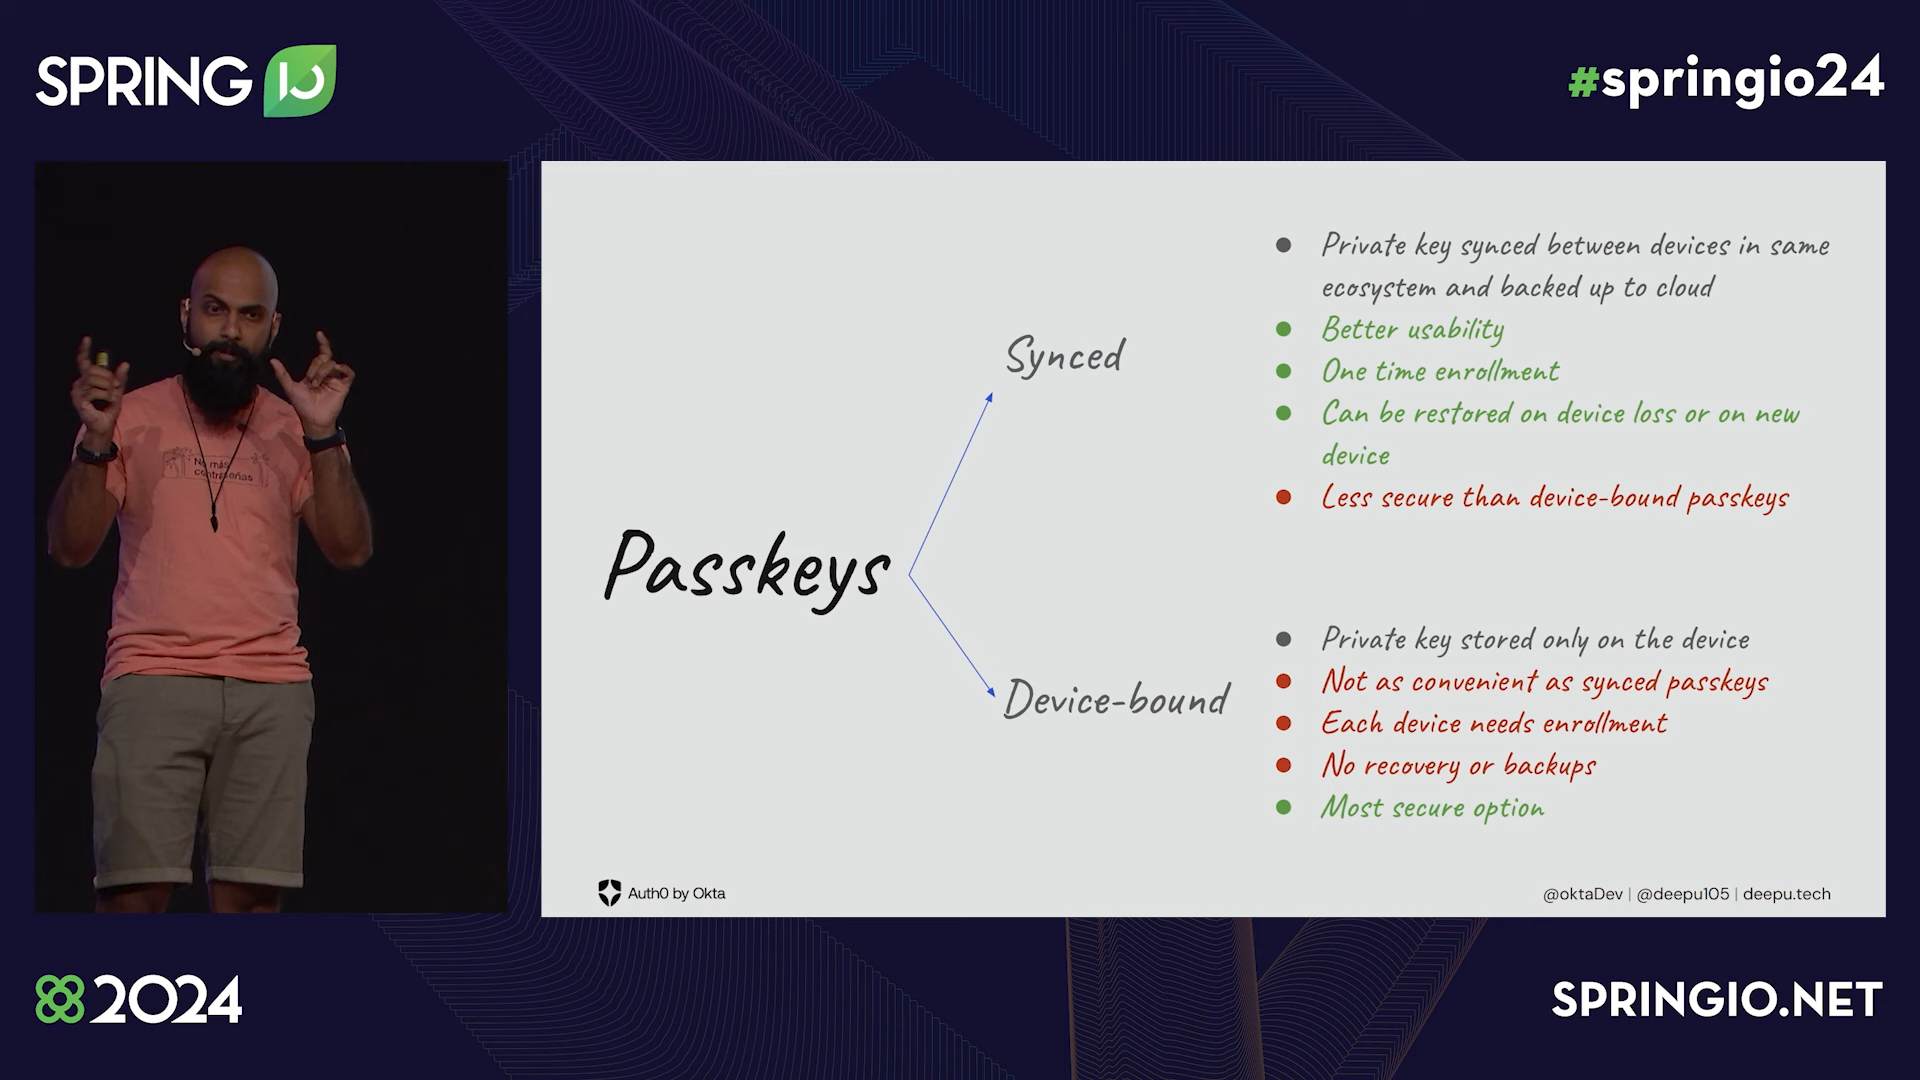 SPRING IO
#springio24
No más
contraseñas
Passkeys
Synced
Private key synced between devices in same
ecosystem and backed up to cloud
Better usability
One time enrollment
Can be restored on device loss or on new
device
Less secure than device-bound passkeys
Device-bound
Private key stored only on the device
Not as convenient as synced passkeys
Each device needs enrollment
No recovery or backups
Most secure option
Auth0 by Okta
@oktaDev | @deepu105 | deepu.tech
2024
SPRINGIO.NET